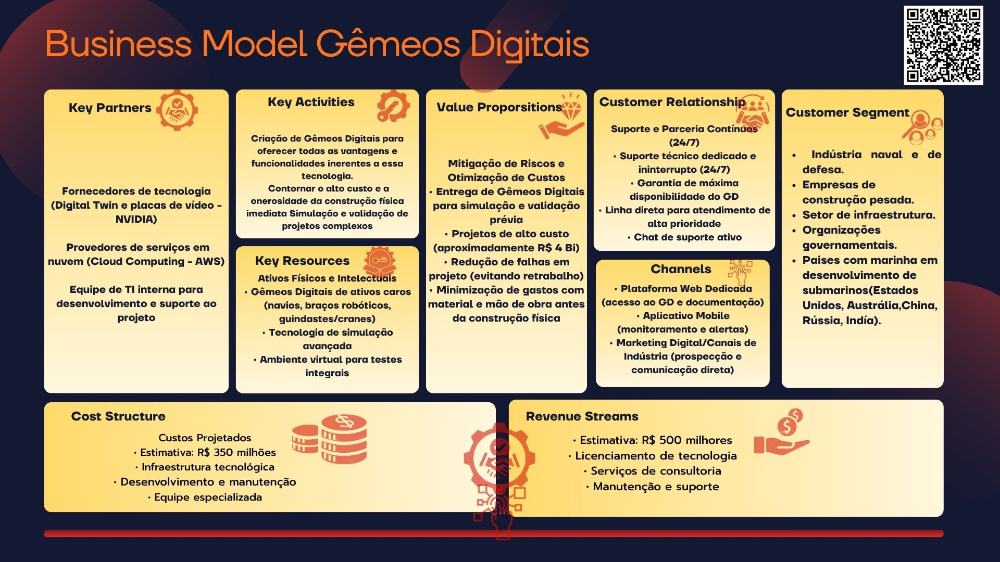 Business Model Gêmeos Digitais
Key Partners
Fornecedores de tecnologia
(Digital Twin e placas de vídeo -
NVIDIA)
Provedores de serviços em
nuvem (Cloud Computing - AWS)
Equipe de TI interna para
desenvolvimento e suporte ao
projeto
Key Activities
Criação de Gêmeos Digitais para
oferecer todas as vantagens e
funcionalidades inerentes a essa
tecnologia.
Contornar o alto custo e a
onerosidade da construção física
imediata Simulação e validação de
projetos complexos
Key Resources
Ativos Físicos e Intelectuais
• Gêmeos Digitais de ativos caros
(navios, braços robóticos,
guindastes/cranes)
• Tecnologia de simulação
avançada
• Ambiente virtual para testes
integrais
Value Proporsitions
Mitigação de Riscos e
Otimização de Custos
• Entrega de Gêmeos Digitais
para simulação e validação
prévia
• Projetos de alto custo
(aproximadamente R$ 4 Bi)
• Redução de falhas em
projeto (evitando retrabalho)
• Minimização de gastos com
material e mão de obra antes
da construção física
Customer Relationship
Suporte e Parceria Contínuos
(24/7)
• Suporte técnico dedicado e
ininterrupto (24/7)
• Garantia de máxima
disponibilidade do GD
• Linha direta para atendimento de
alta prioridade
• Chat de suporte ativo
Channels
• Plataforma Web Dedicada
(acesso ao GD e documentação)
• Aplicativo Mobile
(monitoramento e alertas)
• Marketing Digital/Canais de
Indústria (prospecção e
comunicação direta)
Customer Segment
• Indústria naval e de
defesa.
• Empresas de
construção pesada.
• Setor de infraestrutura.
• Organizações
governamentais.
• Paises com marinha em
desenvolvimento de
submarinos(Estados
Unidos, Austrália,China,
Rússia, Indía).
Cost Structure
Custos Projetados
• Estimativa: R$ 350 milhões
• Infraestrutura tecnológica
• Desenvolvimento e manutenção
• Equipe especializada
Revenue Streams
• Estimativa: R$ 500 milhores
• Licenciamento de tecnologia
• Serviços de consultoria
• Manutenção e suporte